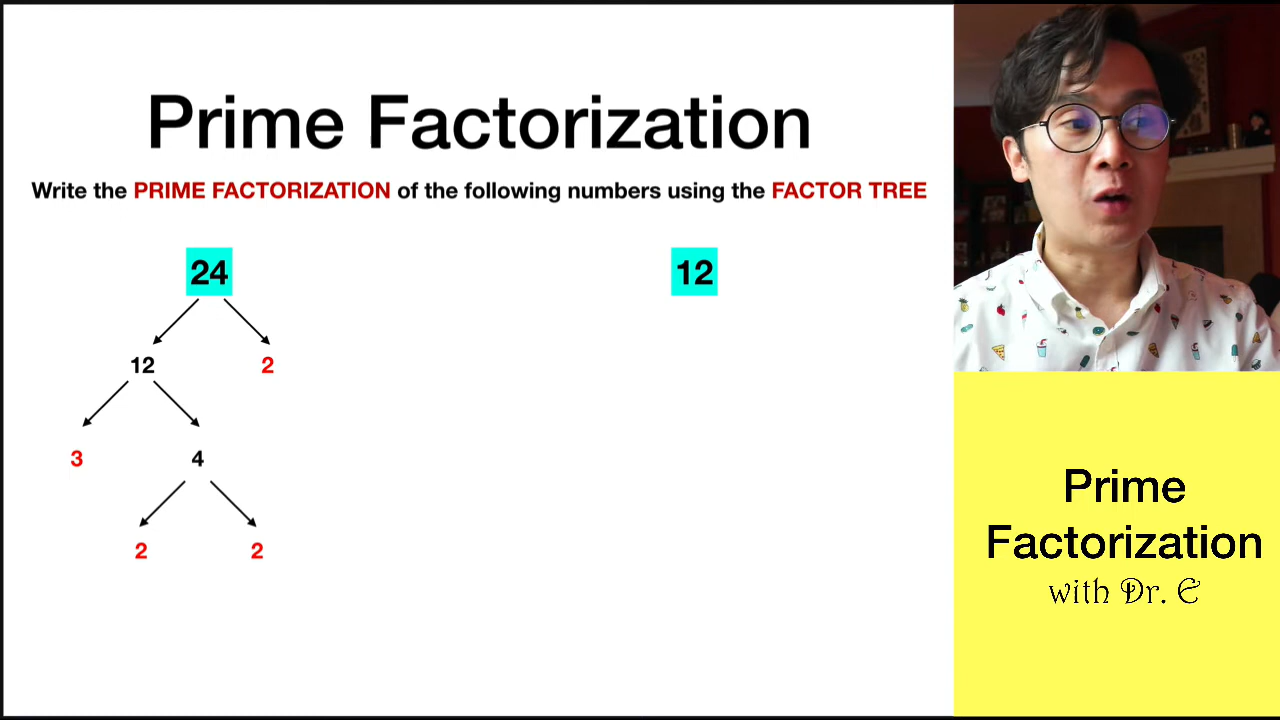 Prime Factorization
Write the PRIME FACTORIZATION of the following numbers using the FACTOR TREE
24
12
12
2
3
4
2
2
Prime
Factorization
with Dr. E